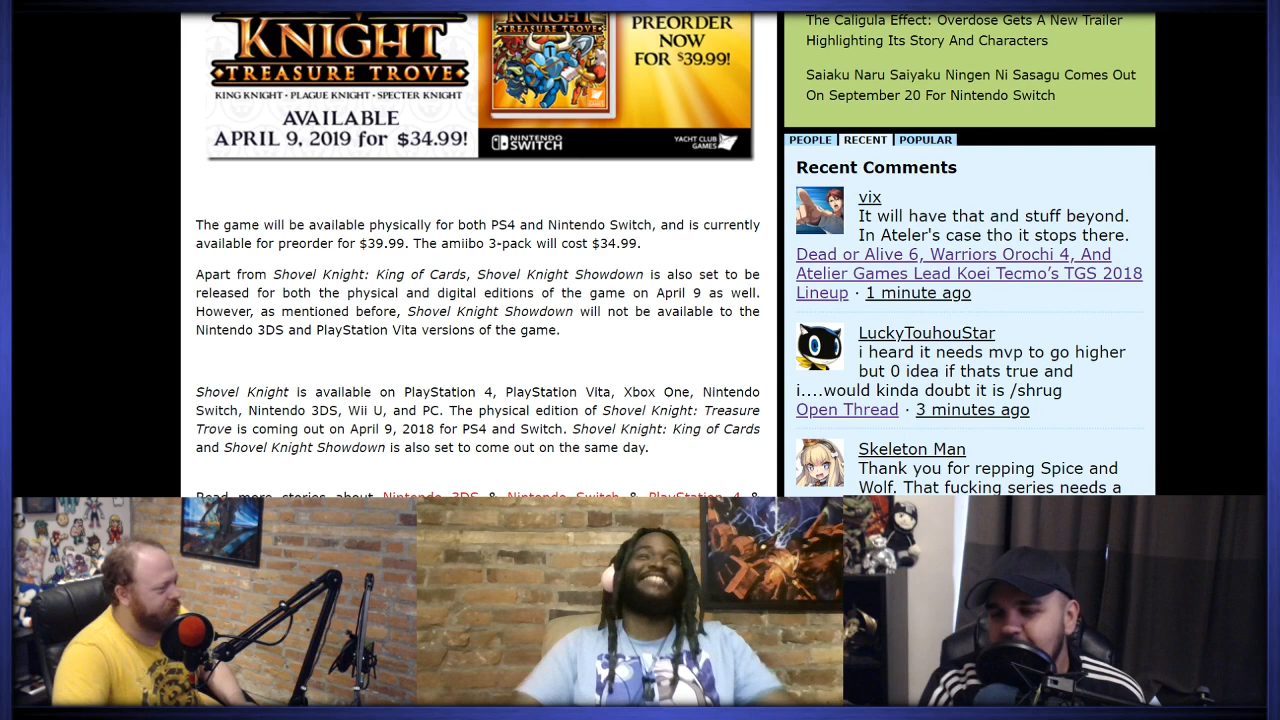 KNIGHT
TREASURE TROVE
KING KNIGHT • PLAGUE KNIGHT • SPECTER KNIGHT
AVAILABLE
APRIL 9, 2019 for $34.99!
KNIGHT
TREASURE TROVE
PREORDER
NOW
FOR $39.99!
NINTENDO
SWITCH
YACHT CLUB
GAMES
The game will be available physically for both PS4 and Nintendo Switch, and is currently
available for preorder for $39.99. The amiibo 3-pack will cost $34.99.
Apart from Shovel Knight: King of Cards, Shovel Knight Showdown is also set to be
released for both the physical and digital editions of the game on April 9 as well.
However, as mentioned before, Shovel Knight Showdown will not be available to the
Nintendo 3DS and PlayStation Vita versions of the game.
Shovel Knight is available on PlayStation 4, PlayStation Vita, Xbox One, Nintendo
Switch, Nintendo 3DS, Wii U, and PC. The physical edition of Shovel Knight: Treasure
Trove is coming out on April 9, 2018 for PS4 and Switch. Shovel Knight: King of Cards
and Shovel Knight Showdown is also set to come out on the same day.
Read more stories about Nintendo 3DS & Nintendo Switch & PlayStation 4 &
The Caligula Effect: Overdose Gets A New Trailer
Highlighting Its Story And Characters
Saiaku Naru Saiyaku Ningen Ni Sasagu Comes Out
On September 20 For Nintendo Switch
PEOPLE RECENT POPULAR
Recent Comments
vix
It will have that and stuff beyond.
In Ateler's case tho it stops there.
Dead or Alive 6, Warriors Orochi 4, And
Atelier Games Lead Koei Tecmo's TGS 2018
Lineup · 1 minute ago
LuckyTouhouStar
i heard it needs mvp to go higher
but 0 idea if thats true and
i....would kinda doubt it is /shrug
Open Thread · 3 minutes ago
Skeleton Man
Thank you for repping Spice and
Wolf. That fucking series needs a